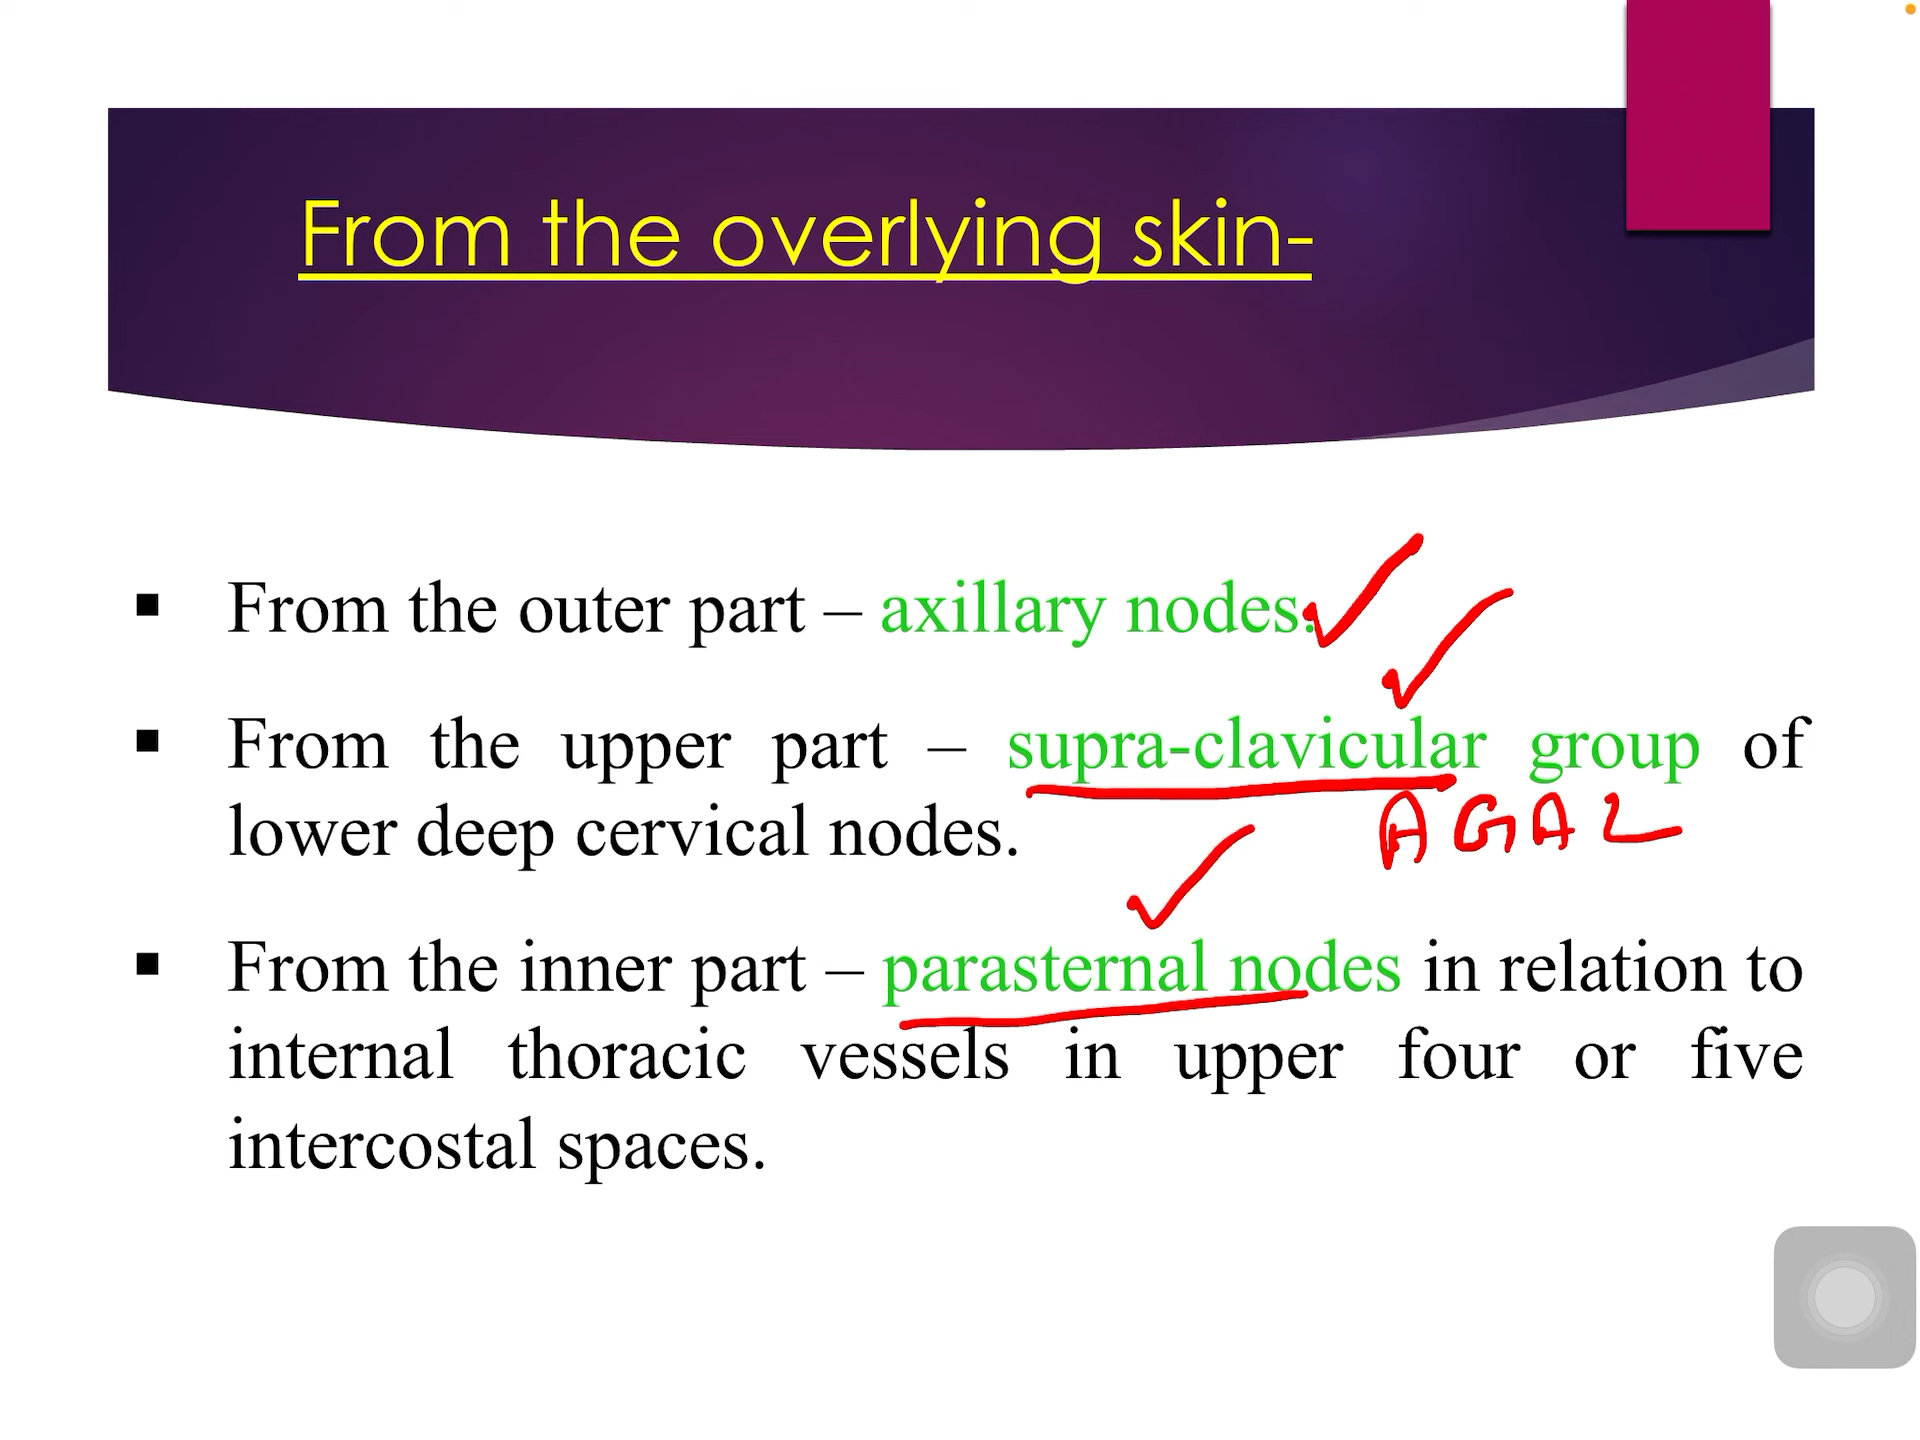 From the overlying skin-
▪ From the outer part – axillary nodes.
▪ From the upper part – supra-clavicular group of
lower deep cervical nodes.
AGAL
▪ From the inner part – parasternal nodes in relation to
internal thoracic vessels in upper four or five
intercostal spaces.